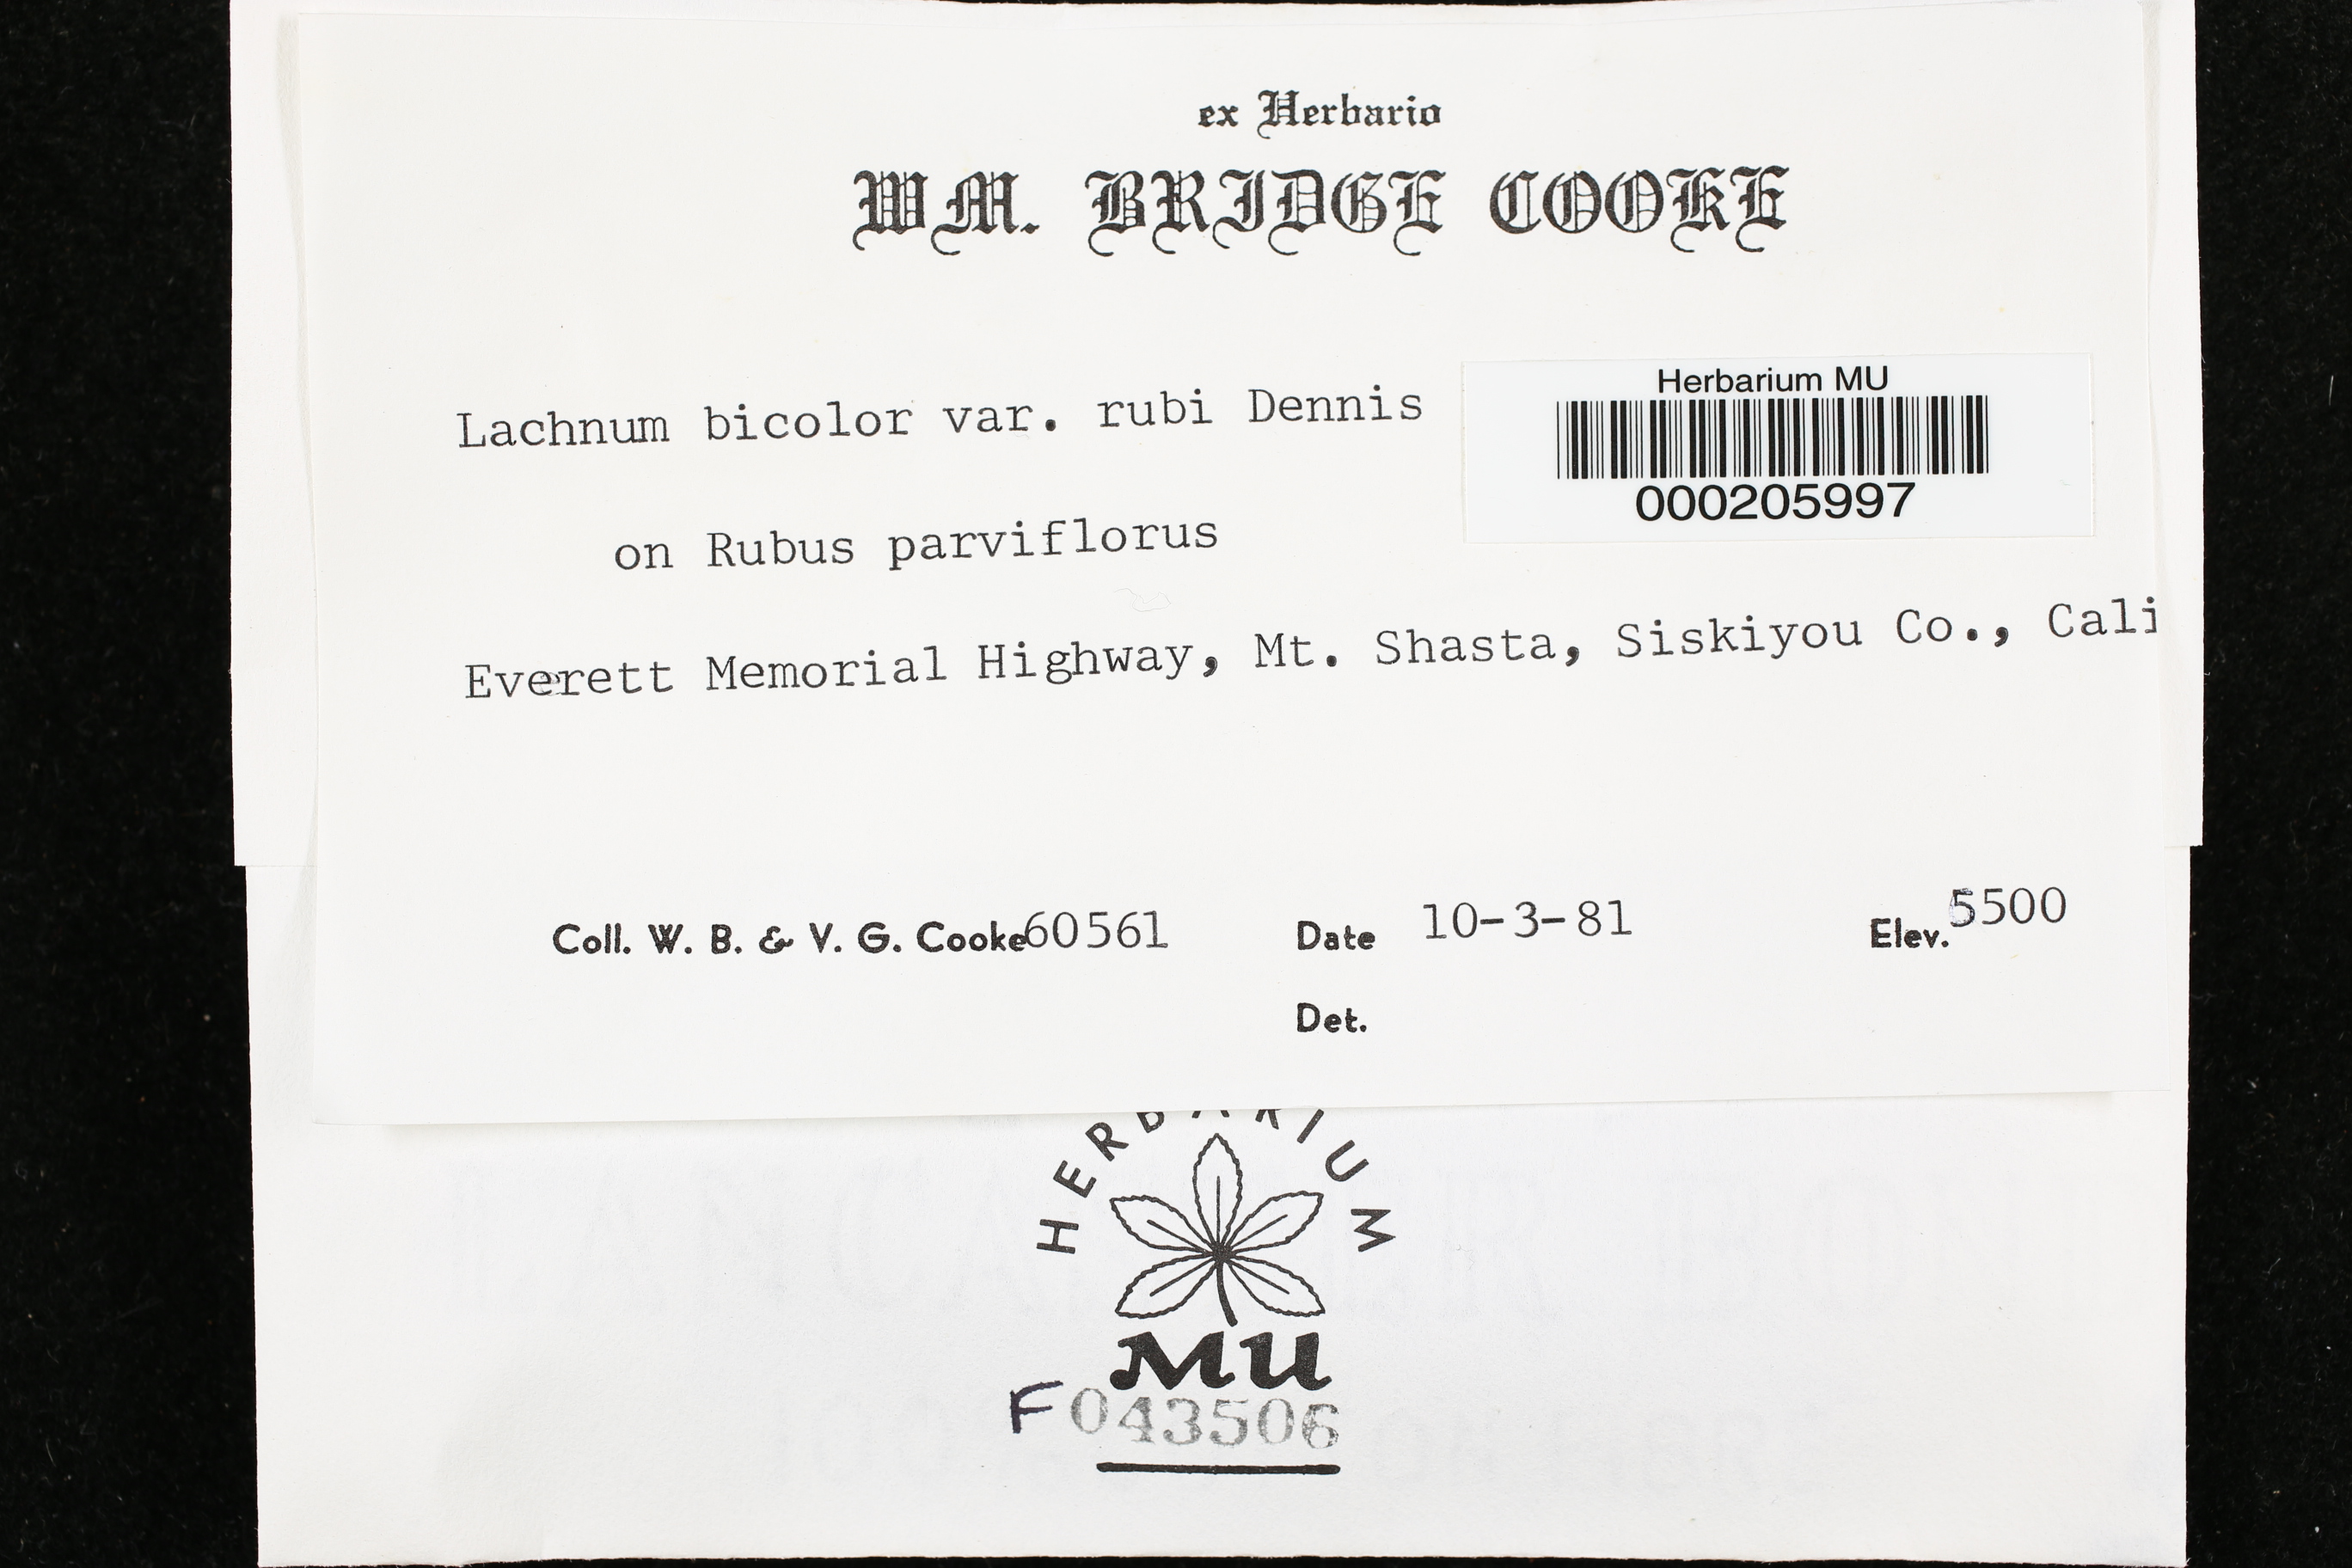 ex Herbario
WM. BRIDGE COOKE
Herbarium MU
000205997
Lachnum bicolor var. rubi Dennis
on Rubus parviflorus
Everett Memorial Highway, Mt. Shasta, Siskiyou Co., Cali
Coll. W. B. & V. G. Cooke 60561 Date 10-3-81 Elev. 5500
Det.
HERBARIUM
MU
F043506